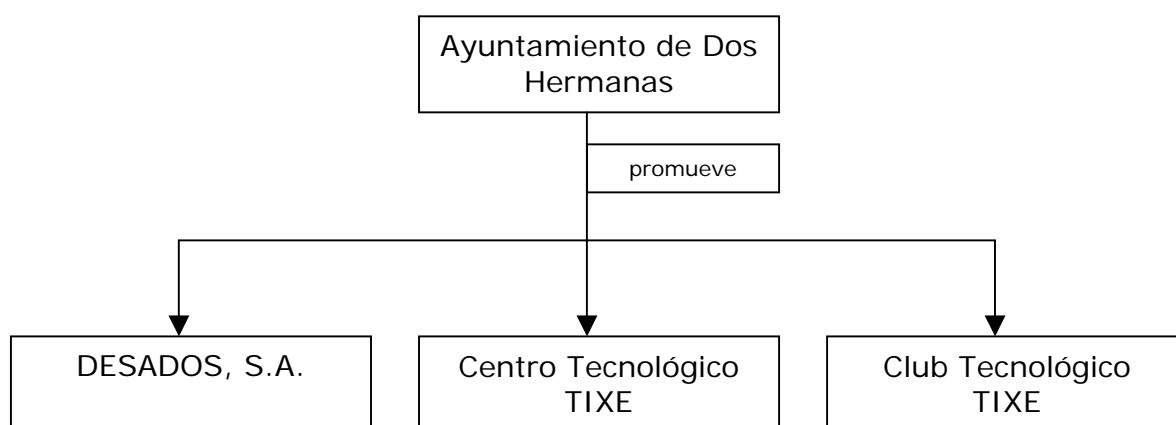 Ayuntamiento de Dos
Hermanas
promueve
DESADOS, S.A.
Centro Tecnológico
TIXE
Club Tecnológico
TIXE